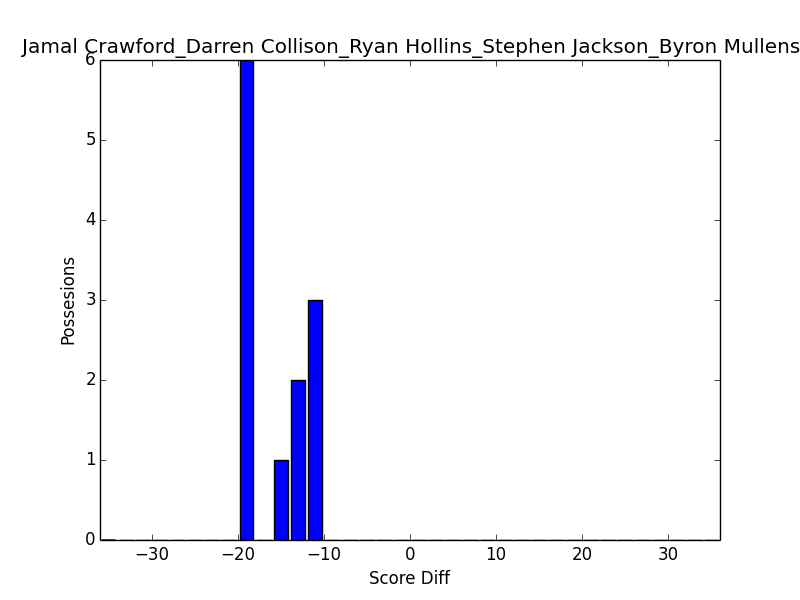 Jamal Crawford_Darren Collison_Ryan Hollins_Stephen Jackson_Byron Mullens
6
5
4
3
2
1
0
Possesions
−30 −20 −10 0 10 20 30
Score Diff